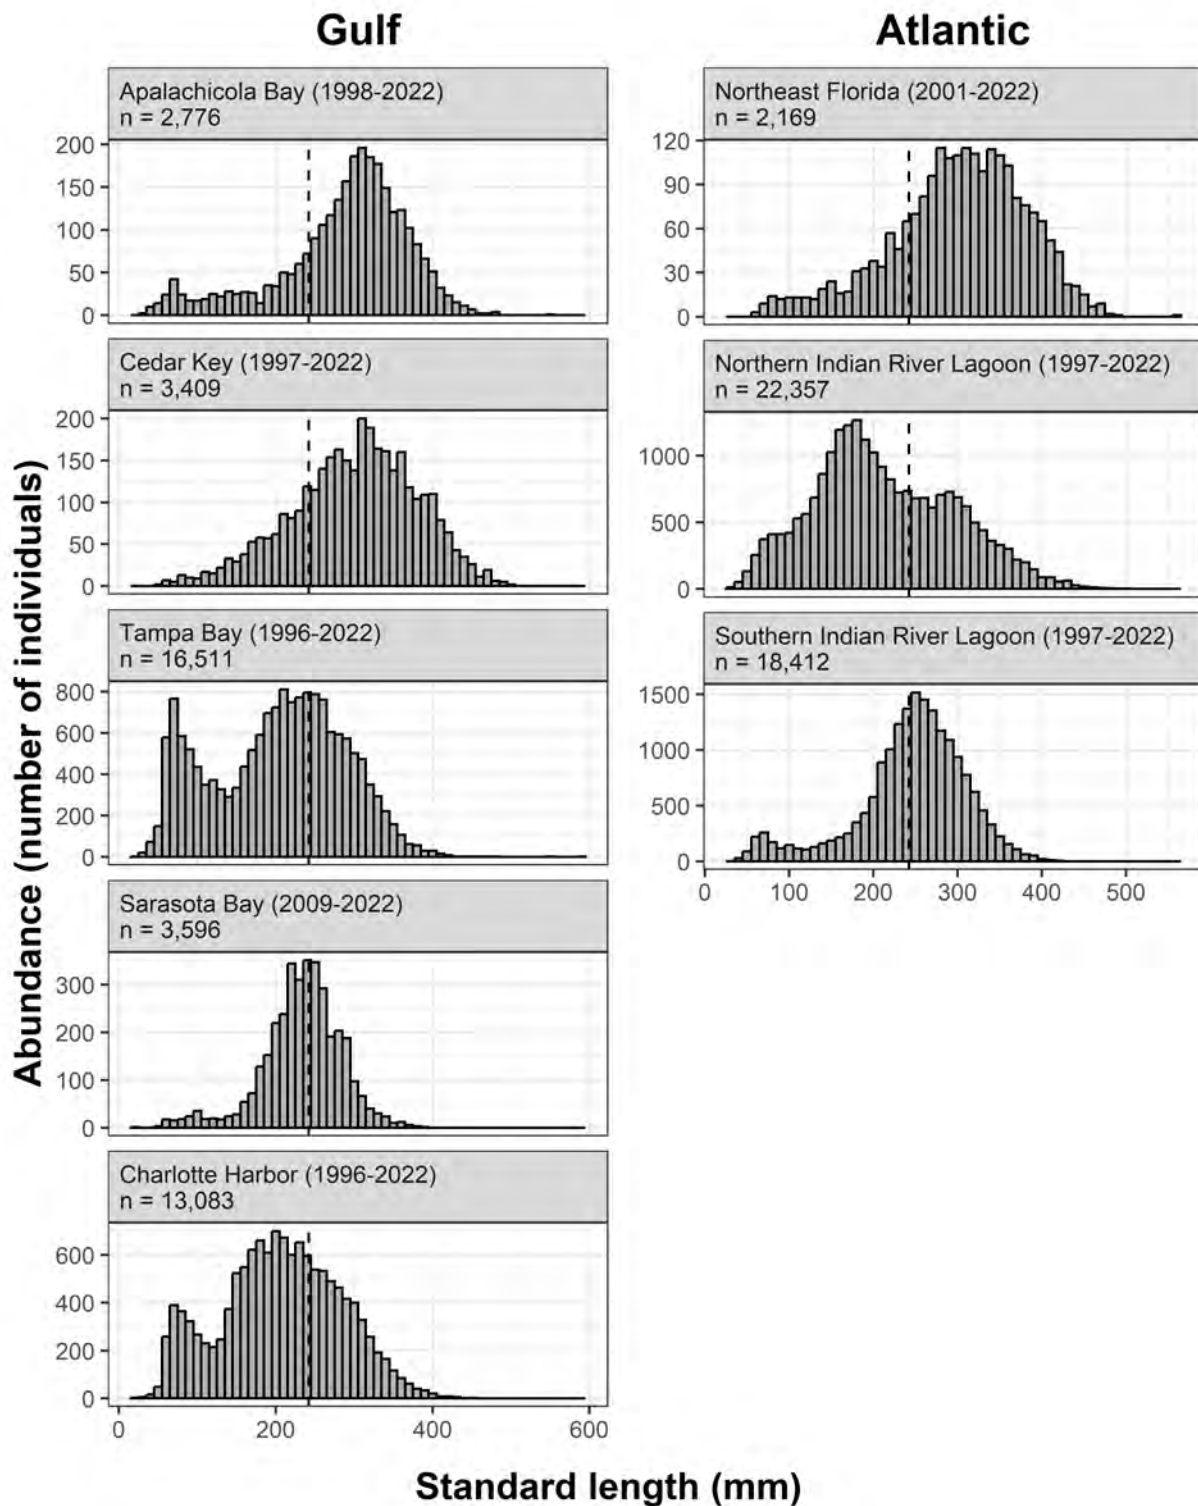 Gulf
Atlantic
Apalachicola Bay (1998-2022)
n = 2,776
200
150
100
50
0
Cedar Key (1997-2022)
n = 3,409
200
150
100
50
0
Tampa Bay (1996-2022)
n = 16,511
800
600
400
200
0
Sarasota Bay (2009-2022)
n = 3,596
300
200
100
0
Charlotte Harbor (1996-2022)
n = 13,083
600
400
200
0
0 200 400 600
Northeast Florida (2001-2022)
n = 2,169
120
90
60
30
0
Northern Indian River Lagoon (1997-2022)
n = 22,357
1000
500
0
Southern Indian River Lagoon (1997-2022)
n = 18,412
1500
1000
500
0
0 100 200 300 400 500
Abundance (number of individuals)
Standard length (mm)